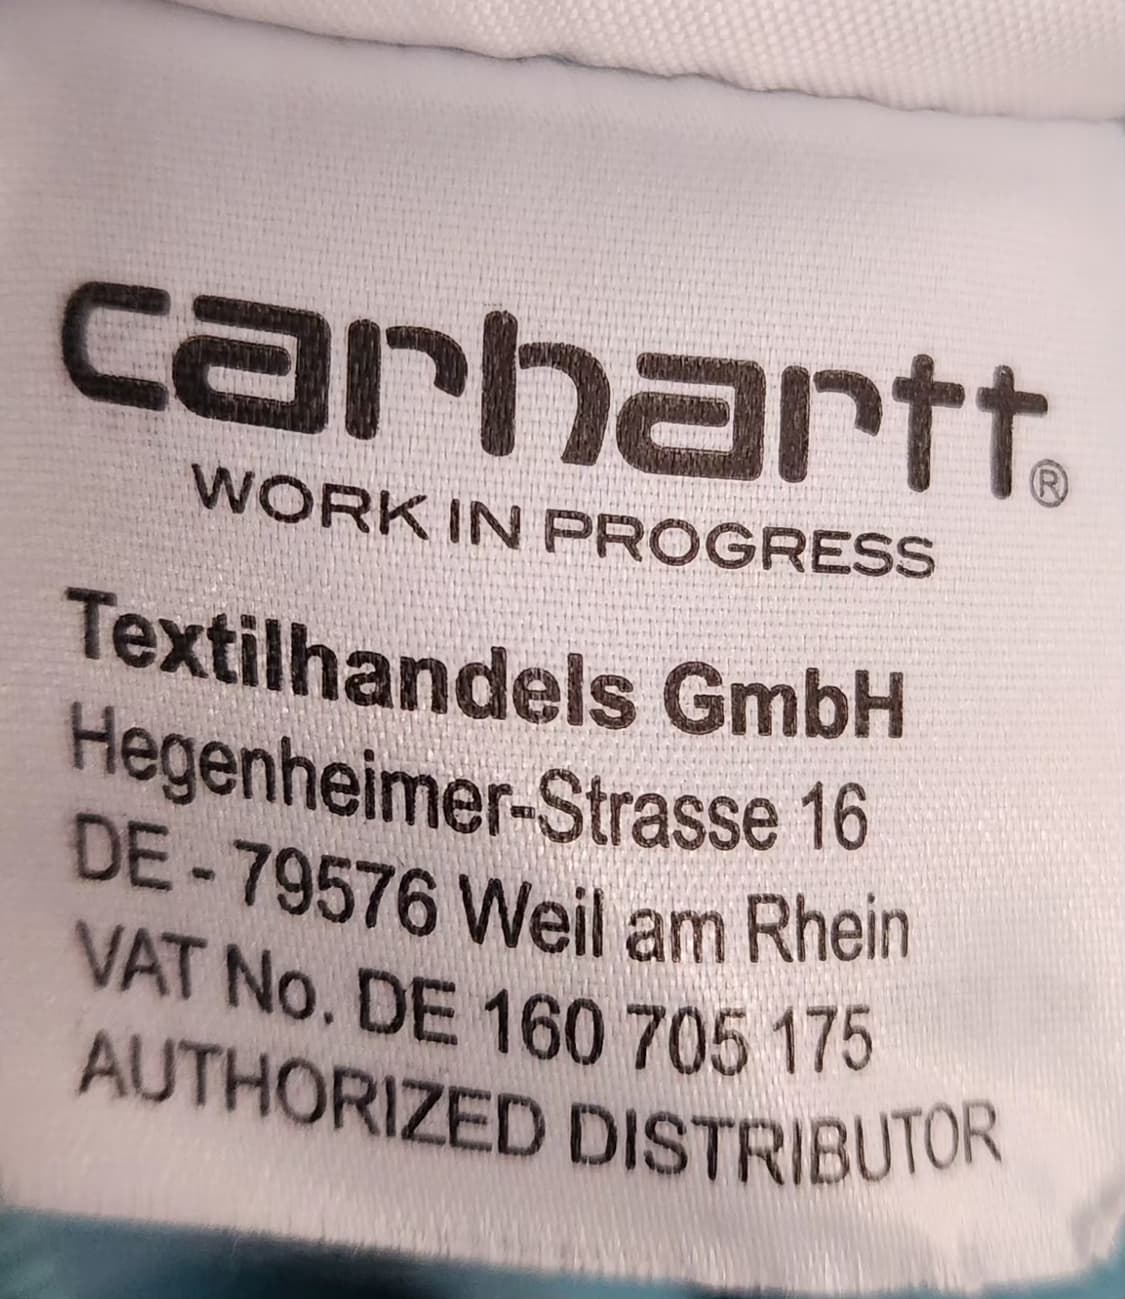 carhartt®
WORK IN PROGRESS
Textilhandels GmbH
Hegenheimer-Strasse 16
DE - 79576 Weil am Rhein
VAT No. DE 160 705 175
AUTHORIZED DISTRIBUTOR